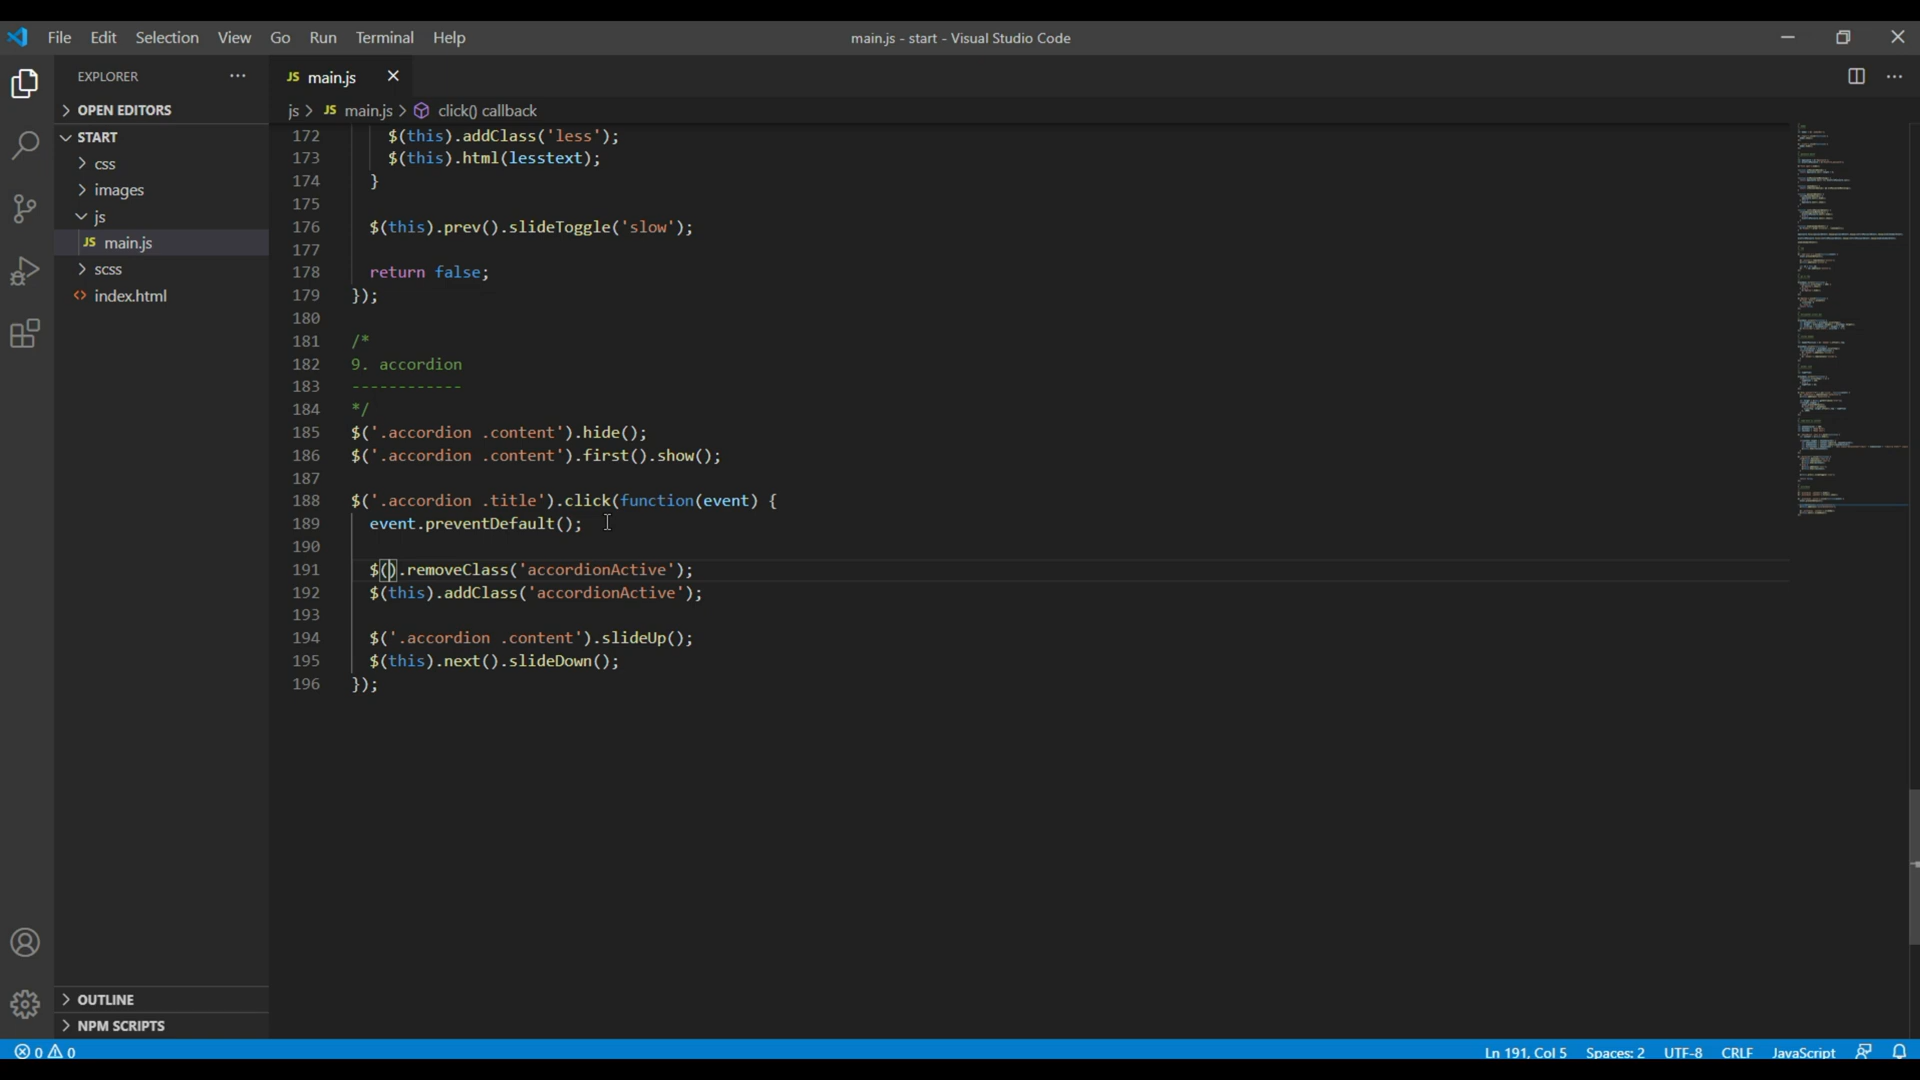 File Edit Selection View Go Run Terminal Help
main.js - start - Visual Studio Code
EXPLORER
OPEN EDITORS
START
css
images
js
JS main.js
scss
index.html
OUTLINE
NPM SCRIPTS
JS main.js
js > JS main.js > click() callback
172 $(this).addClass('less');
173 $(this).html(lesstext);
174 }
175
176 $(this).prev().slideToggle('slow');
177
178 return false;
179 });
180
181 /*
182 9. accordion
183 ------------
184 */
185 $('.accordion .content').hide();
186 $('.accordion .content').first().show();
187
188 $('.accordion .title').click(function(event) {
189 event.preventDefault();
190
191 $().removeClass('accordionActive');
192 $(this).addClass('accordionActive');
193
194 $('.accordion .content').slideUp();
195 $(this).next().slideDown();
196 });
0 0
Ln 191, Col 5 Spaces: 2 UTF-8 CRLF JavaScript